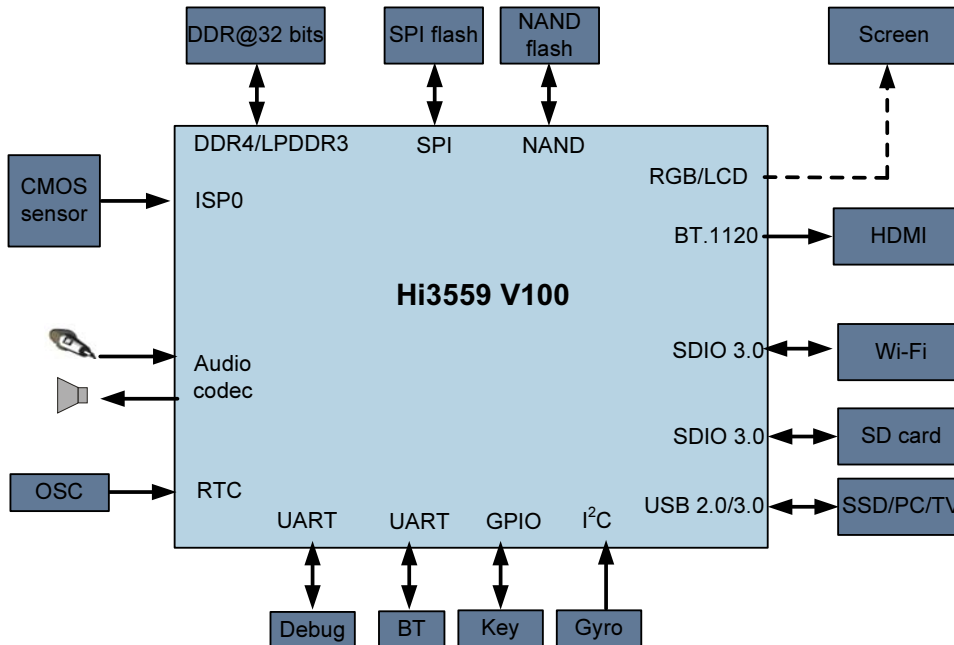 DDR@32 bits
SPI flash
NAND
flash
Screen
DDR4/LPDDR3
SPI
NAND
CMOS
sensor
ISP0
RGB/LCD
BT.1120
HDMI
Hi3559 V100
Audio
codec
SDIO 3.0
Wi-Fi
SDIO 3.0
SD card
OSC
RTC
USB 2.0/3.0
SSD/PC/TV
UART
UART
GPIO
I²C
Debug
BT
Key
Gyro